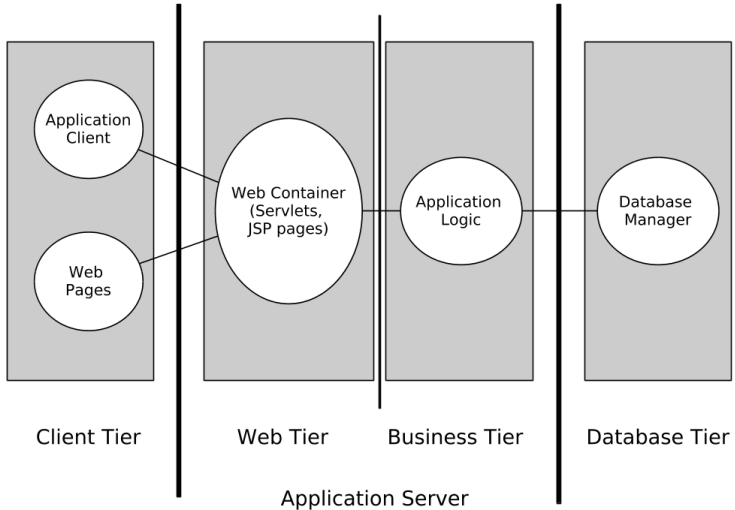 Application
Client
Web
Pages
Web Container
(Servlets,
JSP pages)
Application
Logic
Database
Manager
Client Tier
Web Tier
Business Tier
Database Tier
Application Server